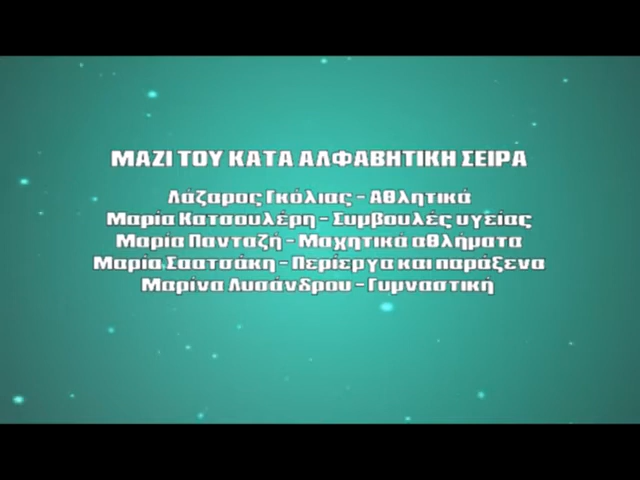 ΜΑΖΙ ΤΟΥ ΚΑΤΑ ΑΛΦΑΒΗΤΙΚΗ ΣΕΙΡΑ
Λάζαρος Γκόλιας - Αθλητικά
Μαρία Κατσουλέρη - Συμβουλές υγείας
Μαρία Πανταζή - Μαχητικά αθλήματα
Μαρία Σαατσάκη - Περίεργα και παράξενα
Μαρίνα Λυσάνδρου - Γυμναστική